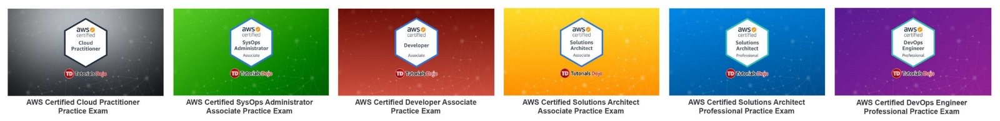 aws
certified
Cloud
Practitioner
TD Tutorials Dojo
AWS Certified Cloud Practitioner
Practice Exam
aws
certified
SysOps
Administrator
Associate
TD Tutorials Dojo
AWS Certified SysOps Administrator
Associate Practice Exam
aws
certified
Developer
Associate
TD Tutorials Dojo
AWS Certified Developer Associate
Practice Exam
aws
certified
Solutions
Architect
Associate
TD Tutorials Dojo
AWS Certified Solutions Architect
Associate Practice Exam
aws
certified
Solutions
Architect
Professional
TD Tutorials Dojo
AWS Certified Solutions Architect
Professional Practice Exam
aws
certified
DevOps
Engineer
Professional
TD Tutorials Dojo
AWS Certified DevOps Engineer
Professional Practice Exam